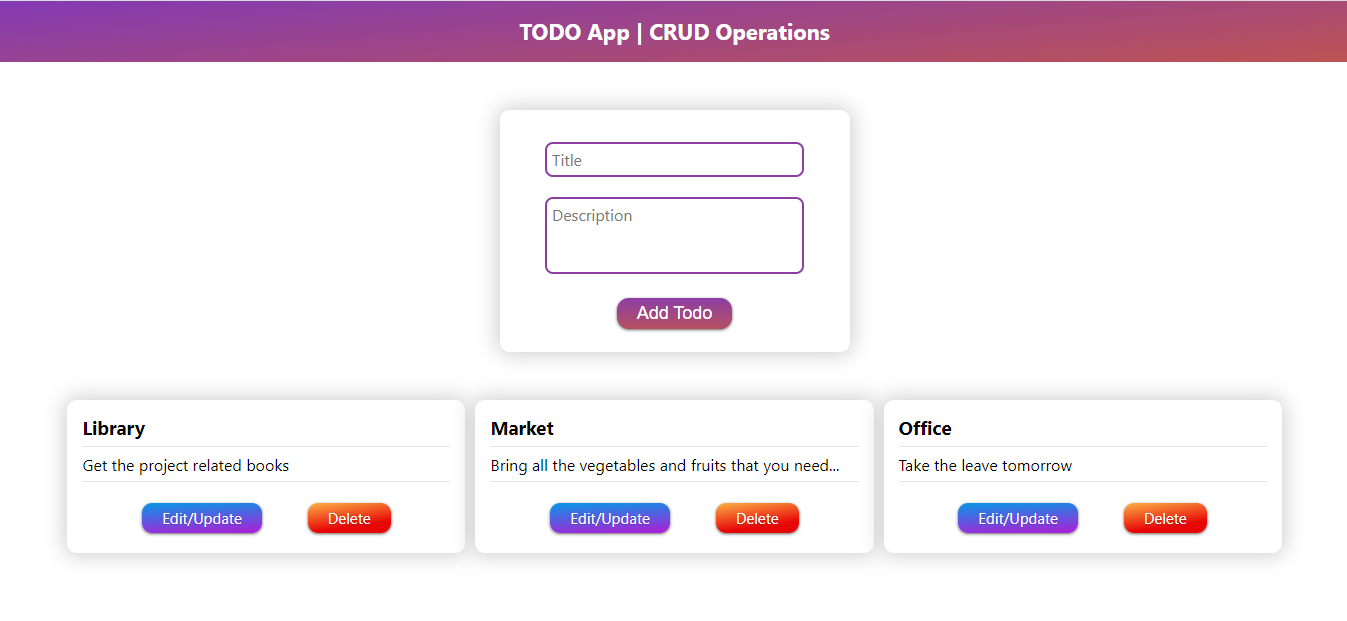 TODO App | CRUD Operations
Title
Description
Add Todo
Library
Get the project related books
Edit/Update
Delete
Market
Bring all the vegetables and fruits that you need...
Edit/Update
Delete
Office
Take the leave tomorrow
Edit/Update
Delete